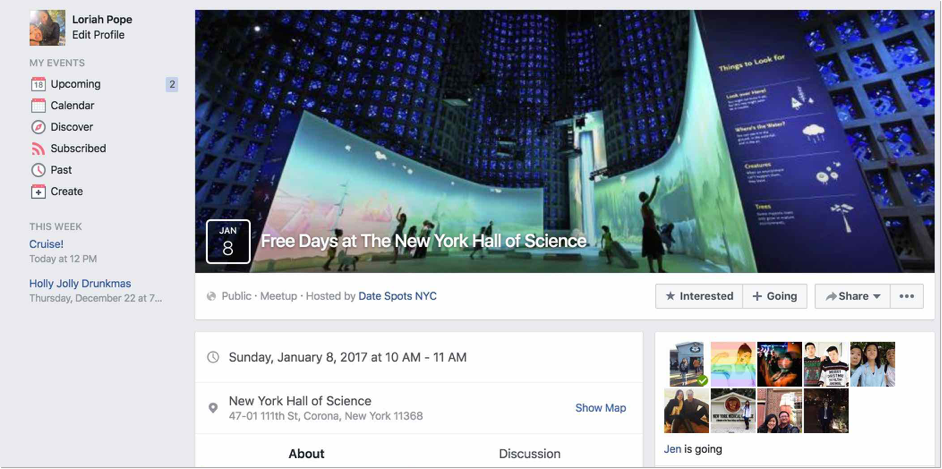 Loriah Pope
Edit Profile
MY EVENTS
18 Upcoming 2
Calendar
Discover
Subscribed
Past
Create
THIS WEEK
Cruise!
Today at 12 PM
Holly Jolly Drunkmas
Thursday, December 22 at 7...
Things to Look for
Look Over Here!
Where's the Water?
Creatures
Trees
JAN
8
Free Days at The New York Hall of Science
Public · Meetup · Hosted by Date Spots NYC
Interested
Going
Share
Sunday, January 8, 2017 at 10 AM - 11 AM
New York Hall of Science
47-01 111th St, Corona, New York 11368
Show Map
About
Discussion
Jen is going